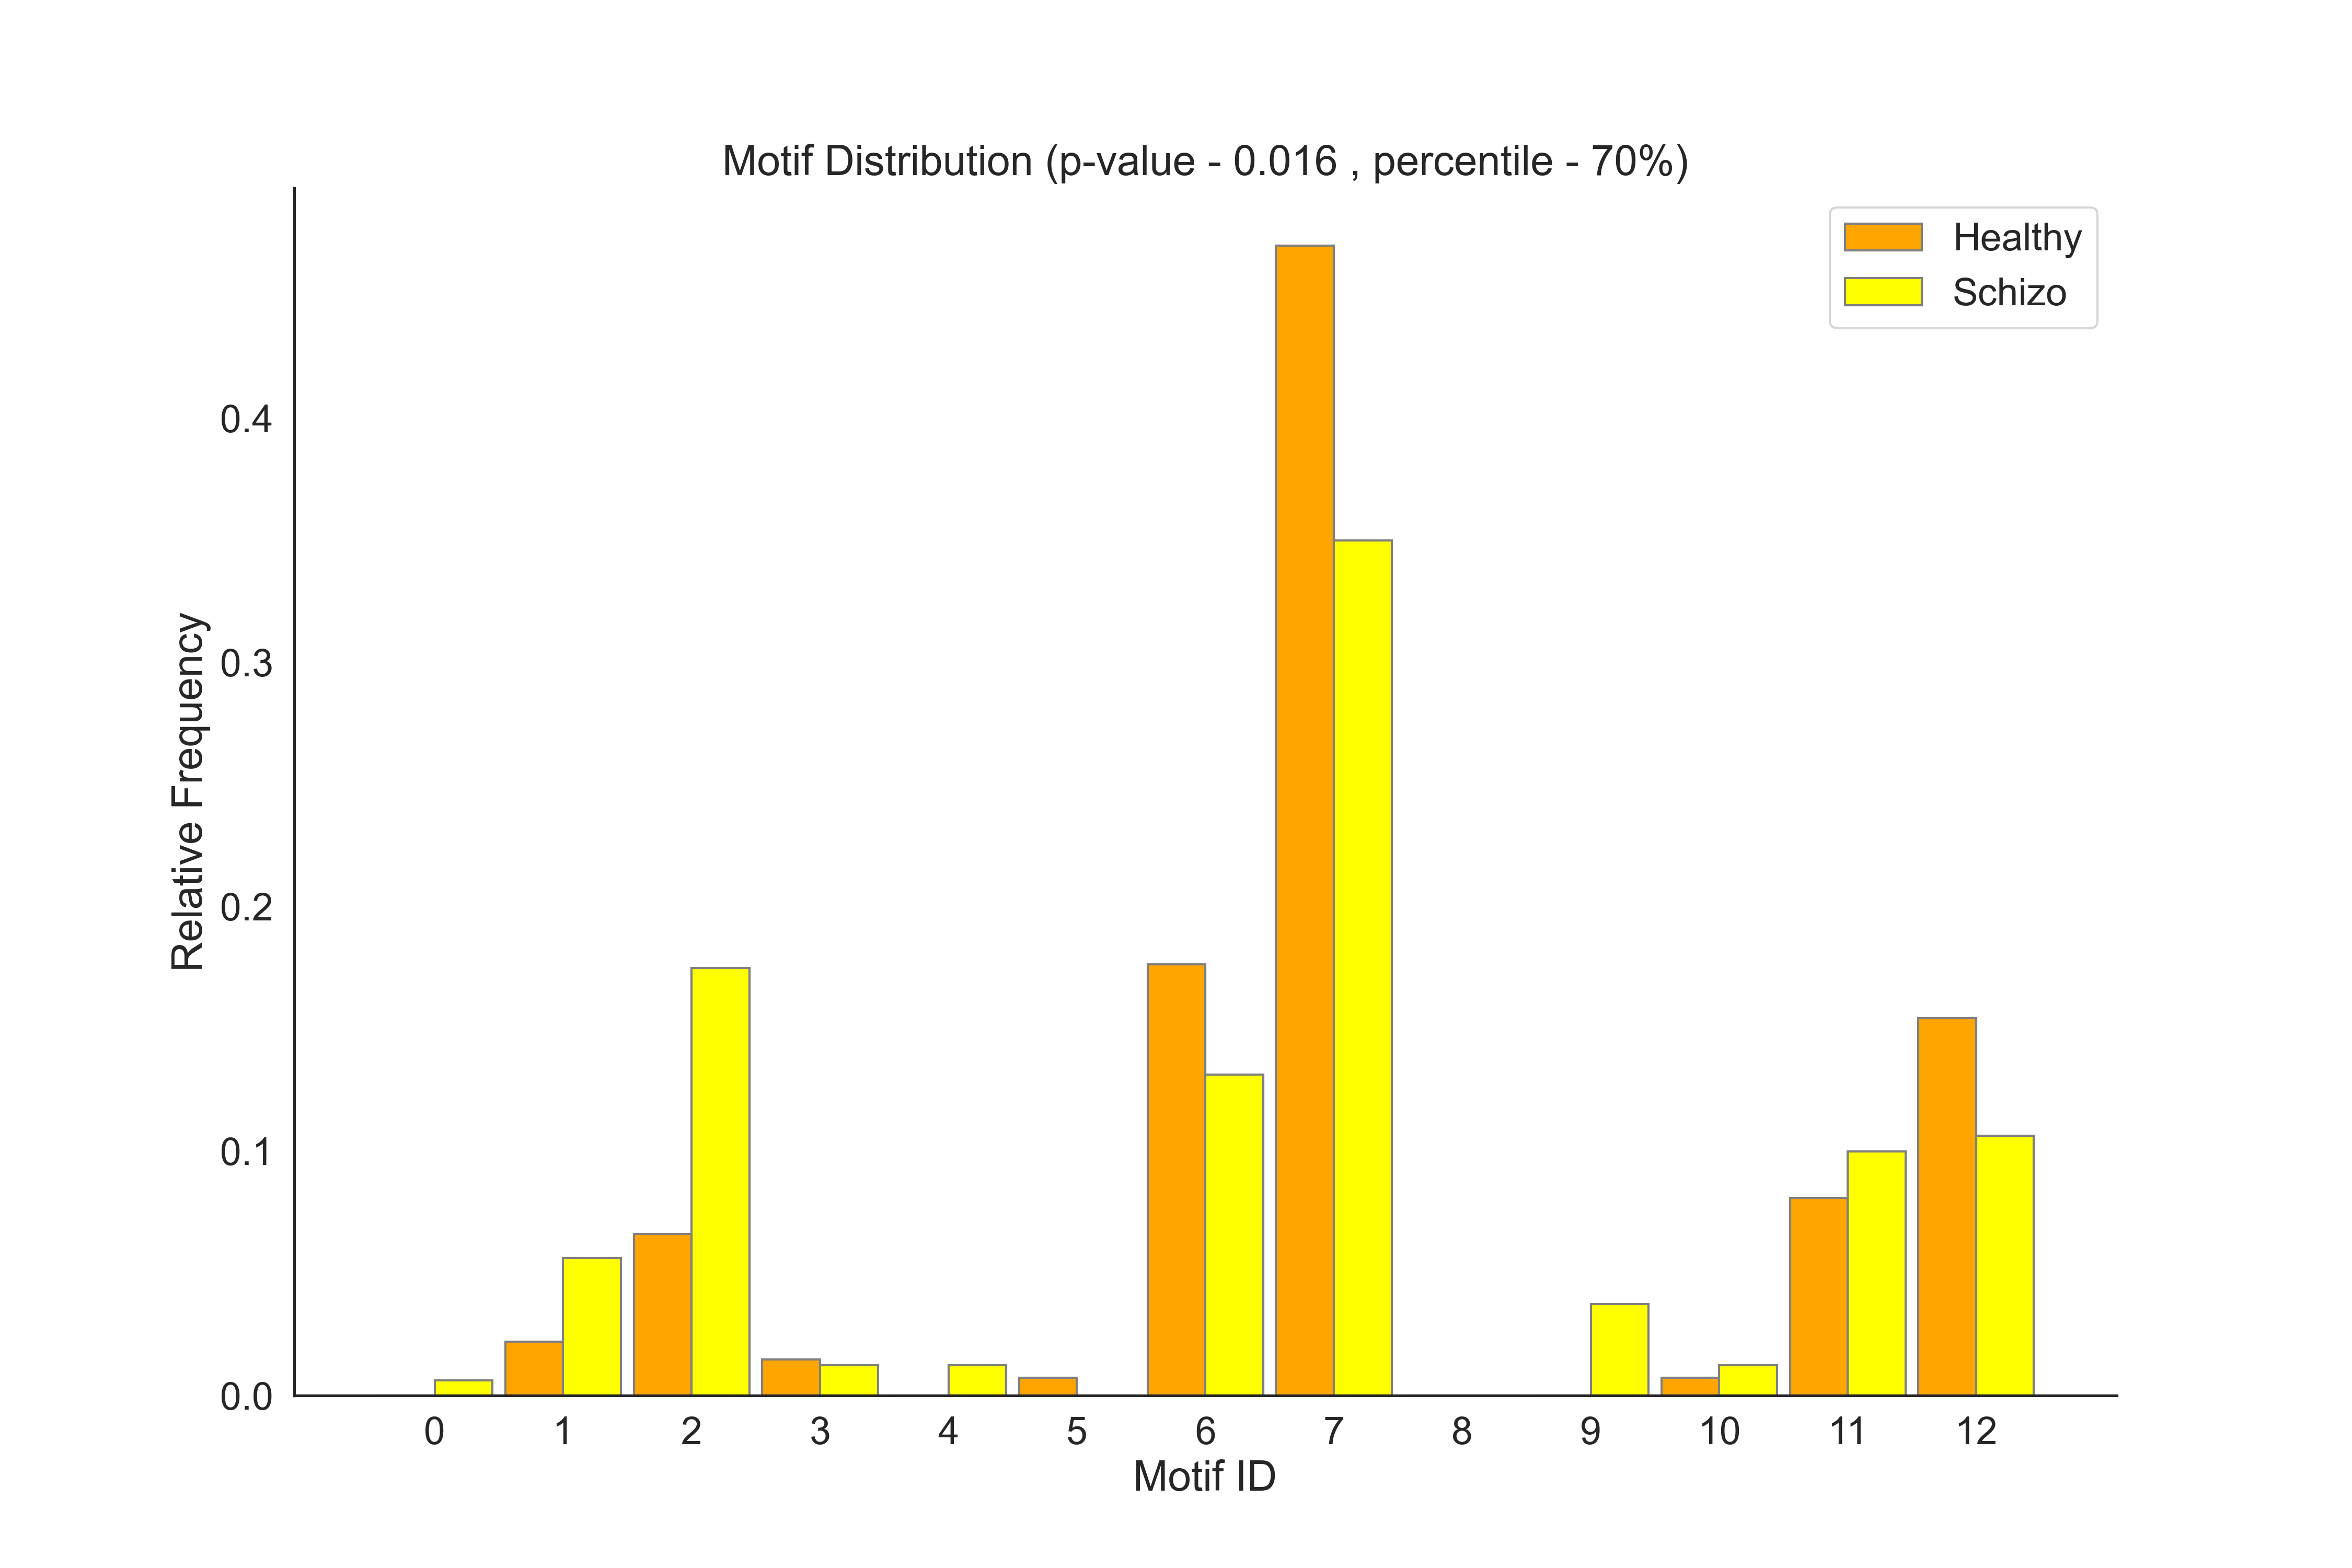 Motif Distribution (p-value - 0.016 , percentile - 70%)
Healthy
Schizo
Relative Frequency
0.4
0.3
0.2
0.1
0.0
0 1 2 3 4 5 6 7 8 9 10 11 12
Motif ID